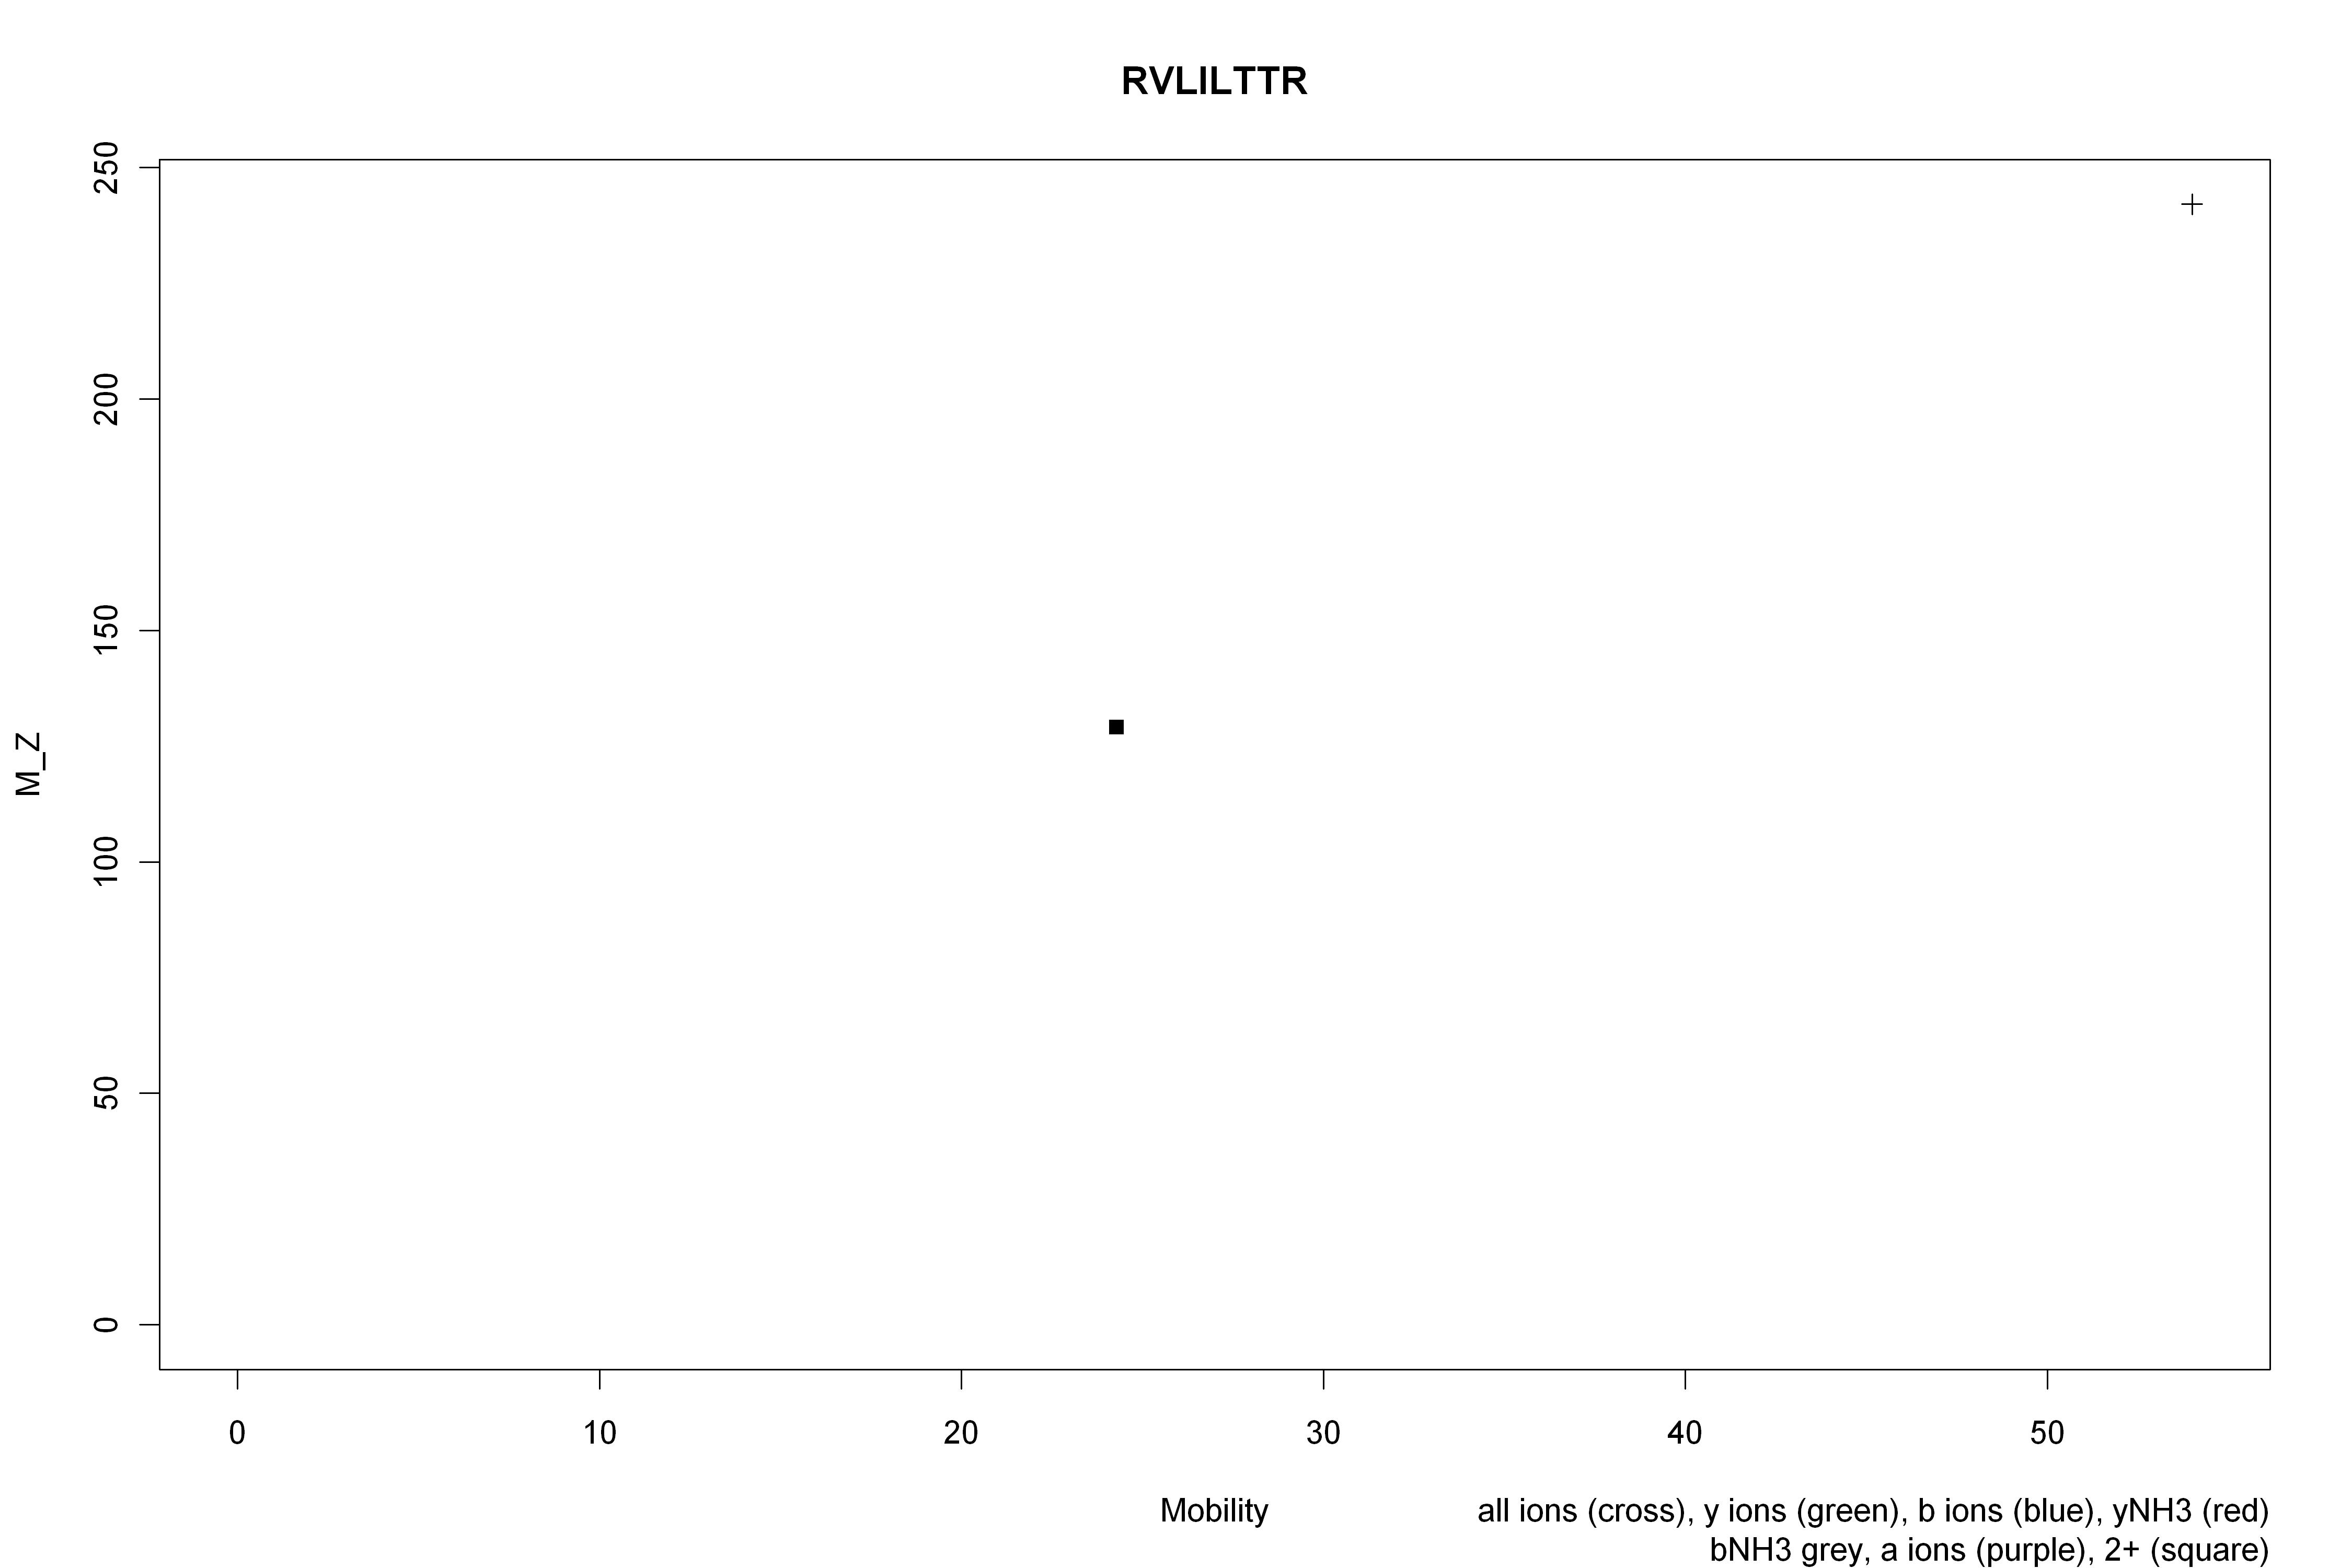 RVLILTTR
250
200
150
100
50
0
M_Z
0 10 20 30 40 50
Mobility
all ions (cross), y ions (green), b ions (blue), yNH3 (red)
bNH3 grey, a ions (purple), 2+ (square)